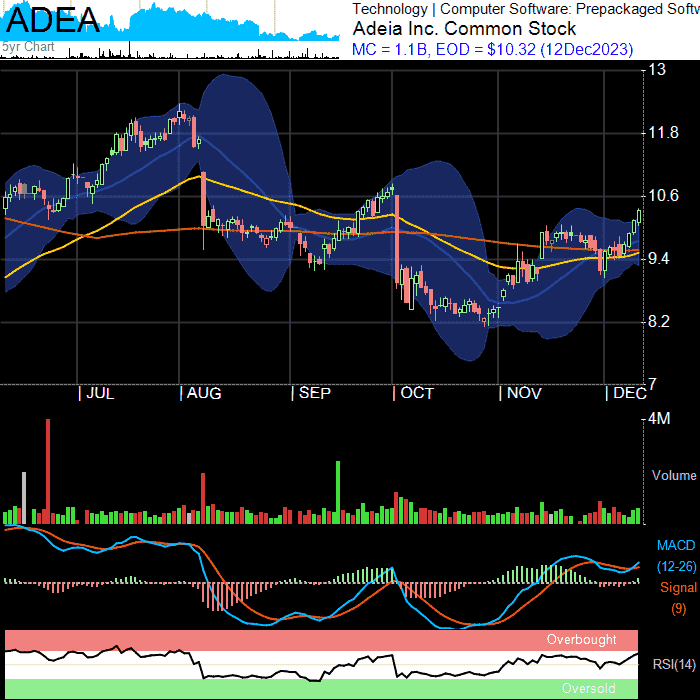 ADEA
5yr Chart
Technology | Computer Software: Prepackaged Softw
Adeia Inc. Common Stock
MC = 1.1B, EOD = $10.32 (12Dec2023)
13
11.8
10.6
9.4
8.2
7
JUL AUG SEP OCT NOV DEC
4M
Volume
MACD
(12-26)
Signal
(9)
Overbought
RSI(14)
Oversold